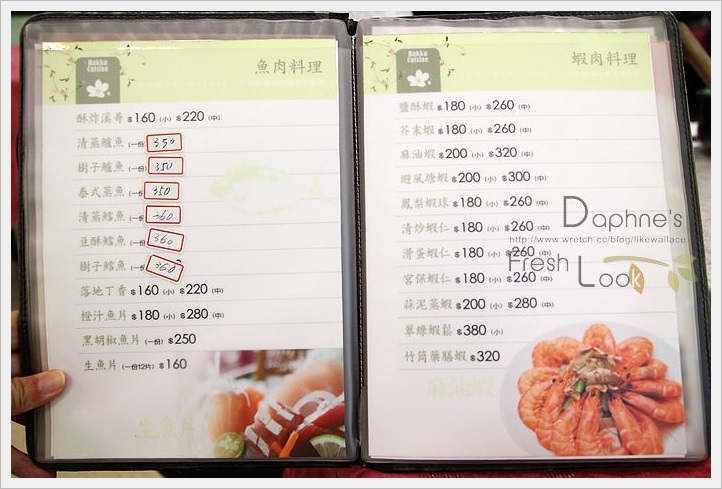 Hakka
Cuisine
魚肉料理
酥炸溪哥 $160 (小) $220 (中)
清蒸鱸魚 (一份) 350
樹子鱸魚 (一份) 350
泰式蒸魚 (一份) 350
清蒸鱈魚 (一份) 360
豆酥鱈魚 (一份) 360
樹子鱈魚 (一份) 360
落地丁香 $160 (小) $220 (中)
橙汁魚片 $180 (小) $280 (中)
黑胡椒魚片 (一份) $250
生魚片 (一份12片) $160
生魚片
Hakka
Cuisine
蝦肉料理
鹽酥蝦 $180 (小) $260 (中)
芥末蝦 $180 (小) $260 (中)
麻油蝦 $200 (小) $320 (中)
避風塘蝦 $200 (小) $300 (中)
鳳梨蝦球 $180 (小) $260 (中)
清炒蝦仁 $180 (小) $260 (中)
滑蛋蝦仁 $180 (小) $260 (中)
宮保蝦仁 $180 (小) $260 (中)
蒜泥蒸蝦 $200 (小) $280 (中)
翠綠蝦鬆 $380 (小)
竹筒藥膳蝦 $320
麻油蝦
Daphne's
http://www.wretch.cc/blog/likewallace
Fresh Look